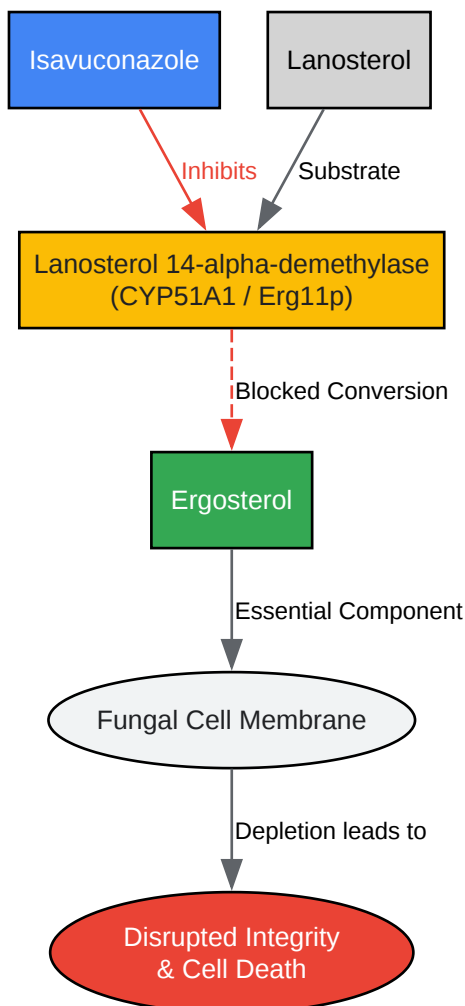 Isavuconazole
Lanosterol
Inhibits
Substrate
Lanosterol 14-alpha-demethylase
(CYP51A1 / Erg11p)
Blocked Conversion
Ergosterol
Essential Component
Fungal Cell Membrane
Depletion leads to
Disrupted Integrity
& Cell Death